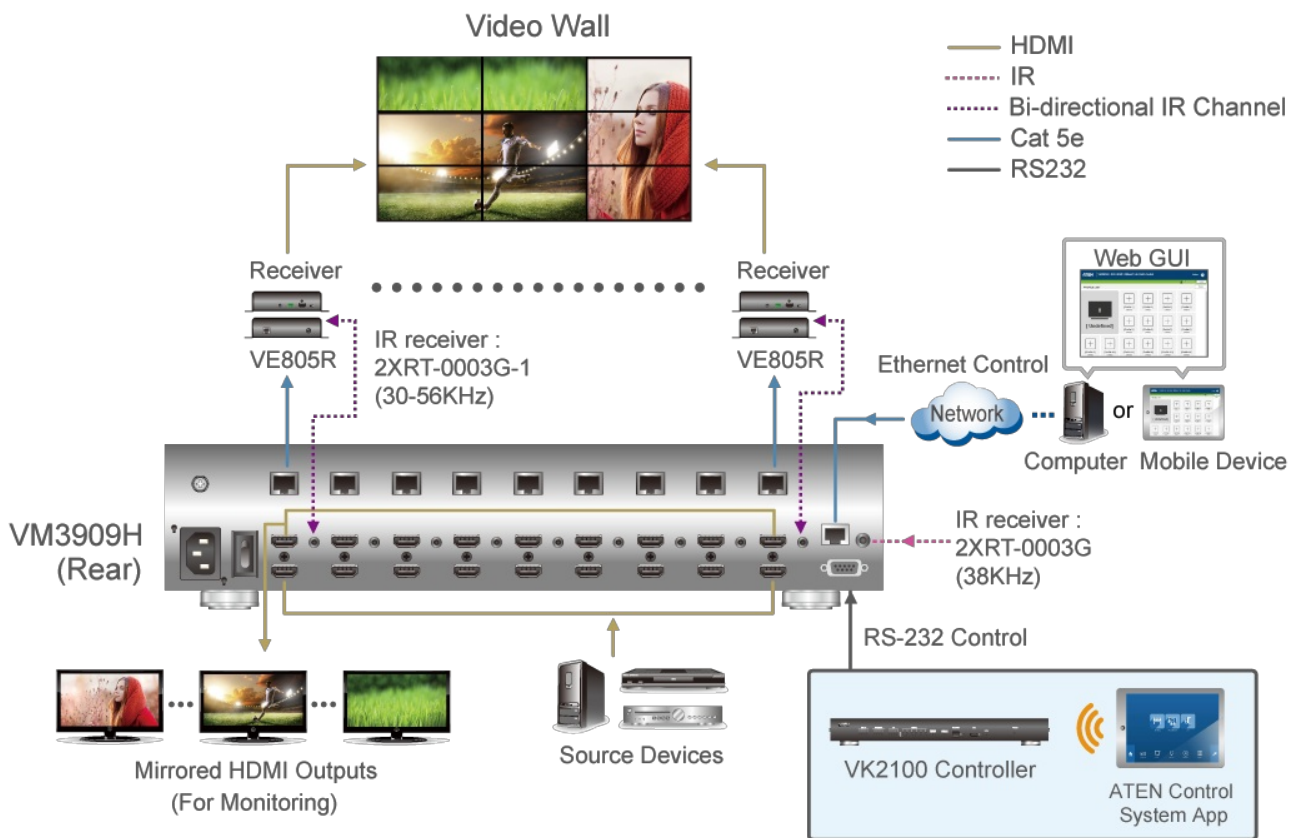 Video Wall
HDMI
IR
Bi-directional IR Channel
Cat 5e
RS232
Receiver
Receiver
VE805R
VE805R
IR receiver :
2XRT-0003G-1
(30-56KHz)
Web GUI
Ethernet Control
Network
or
Computer
Mobile Device
VM3909H
(Rear)
IR receiver :
2XRT-0003G
(38KHz)
RS-232 Control
Mirrored HDMI Outputs
(For Monitoring)
Source Devices
VK2100 Controller
ATEN Control
System App